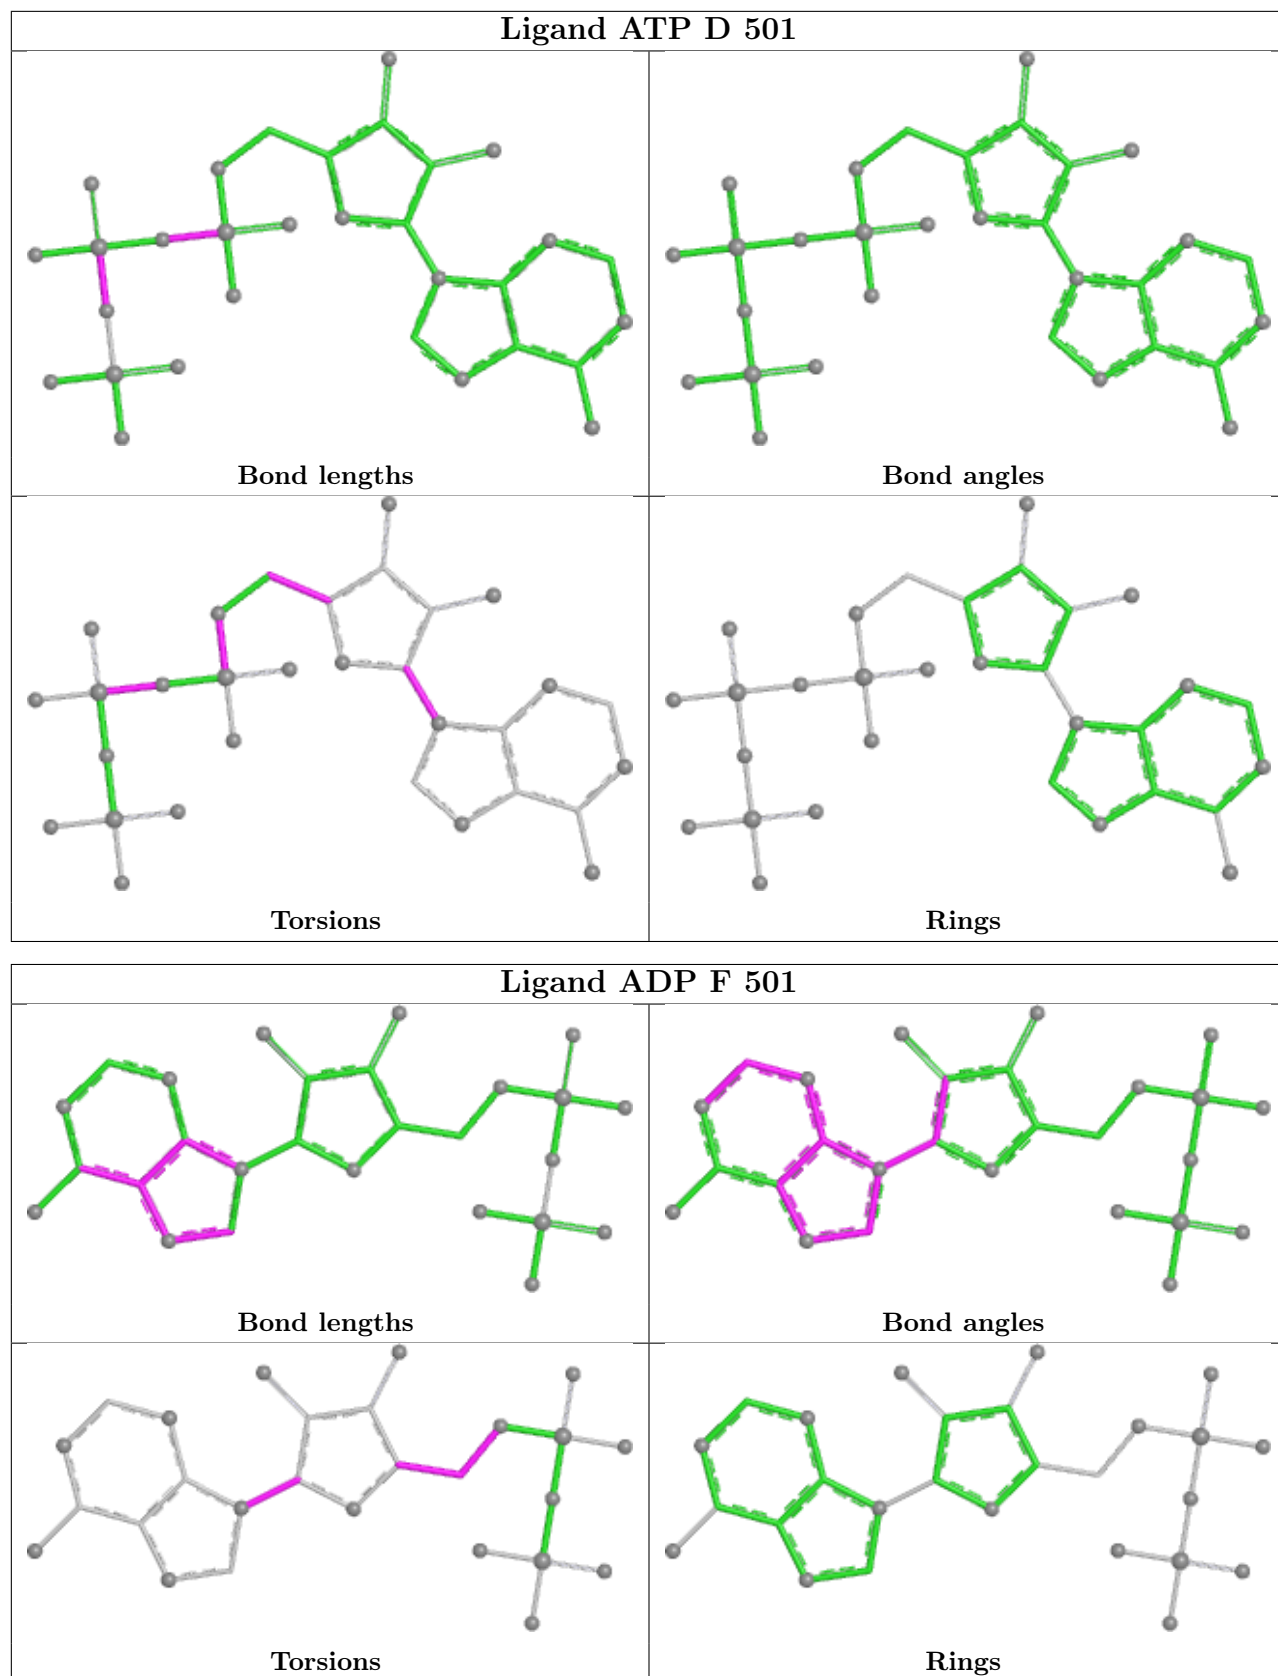 Ligand ATP D 501
Bond lengths
Bond angles
Torsions
Rings
Ligand ADP F 501
Bond lengths
Bond angles
Torsions
Rings